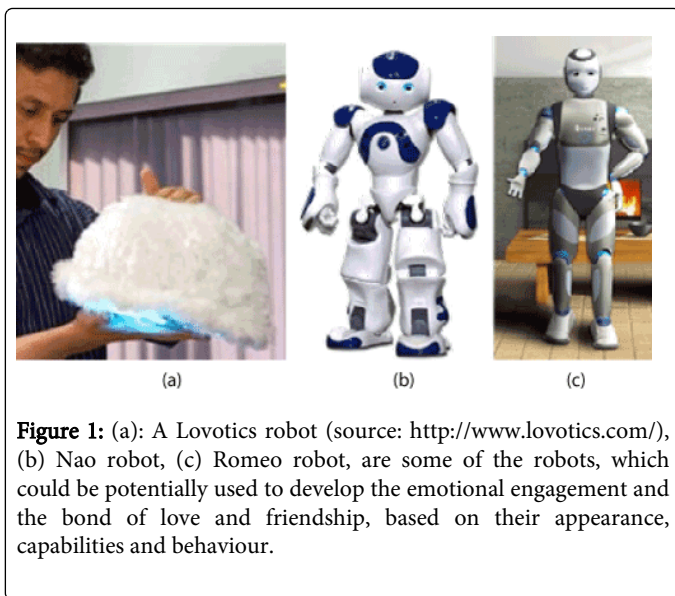 (a)
(b)
(c)
Figure 1: (a): A Lovotics robot (source: http://www.lovotics.com/),
(b) Nao robot, (c) Romeo robot, are some of the robots, which
could be potentially used to develop the emotional engagement and
the bond of love and friendship, based on their appearance,
capabilities and behaviour.